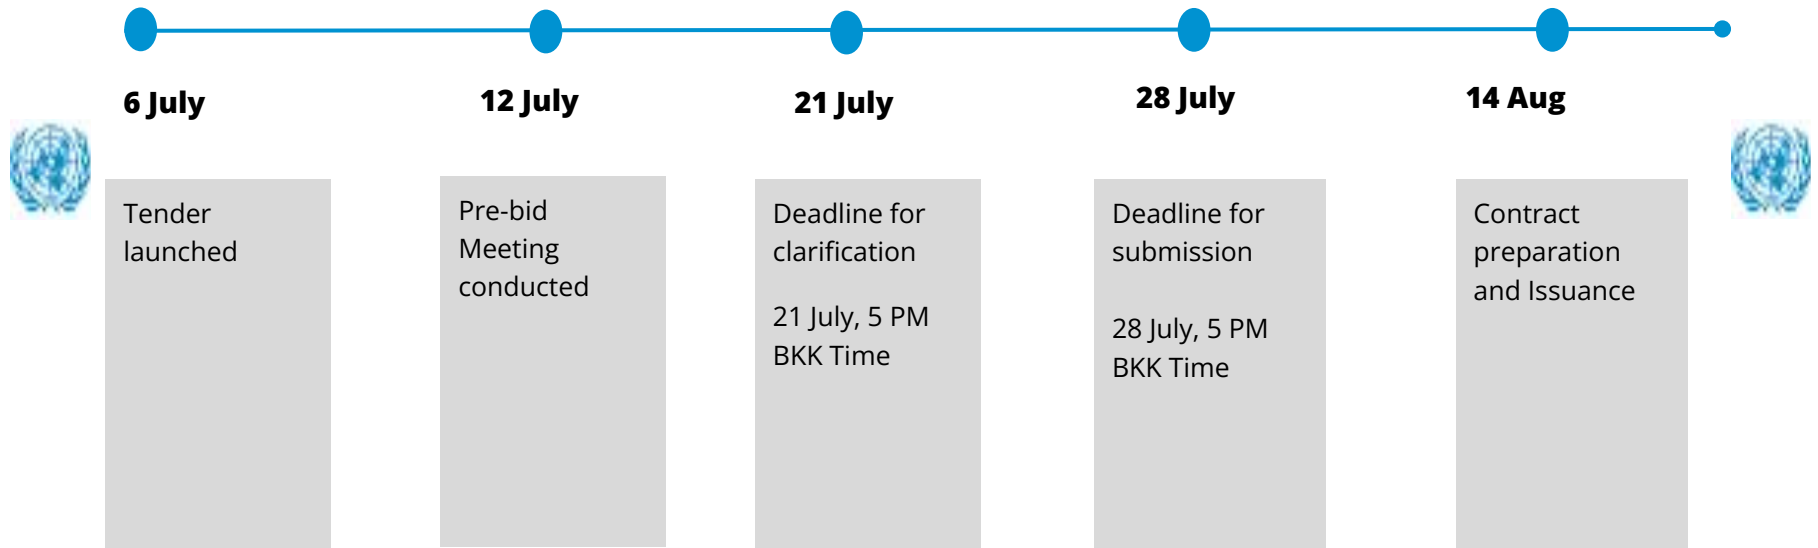 6 July
12 July
21 July
28 July
14 Aug
Tender
launched
Pre-bid
Meeting
conducted
Deadline for
clarification
21 July, 5 PM
BKK Time
Deadline for
submission
28 July, 5 PM
BKK Time
Contract
preparation
and Issuance